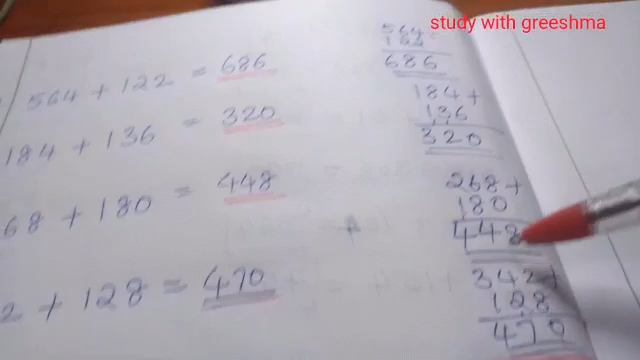 study with greeshma
564 + 122 = 686
184 + 136 = 320
68 + 180 = 448
2 + 128 = 470
564
122
686
184+
136
320
268+
180
448
342+
128
470